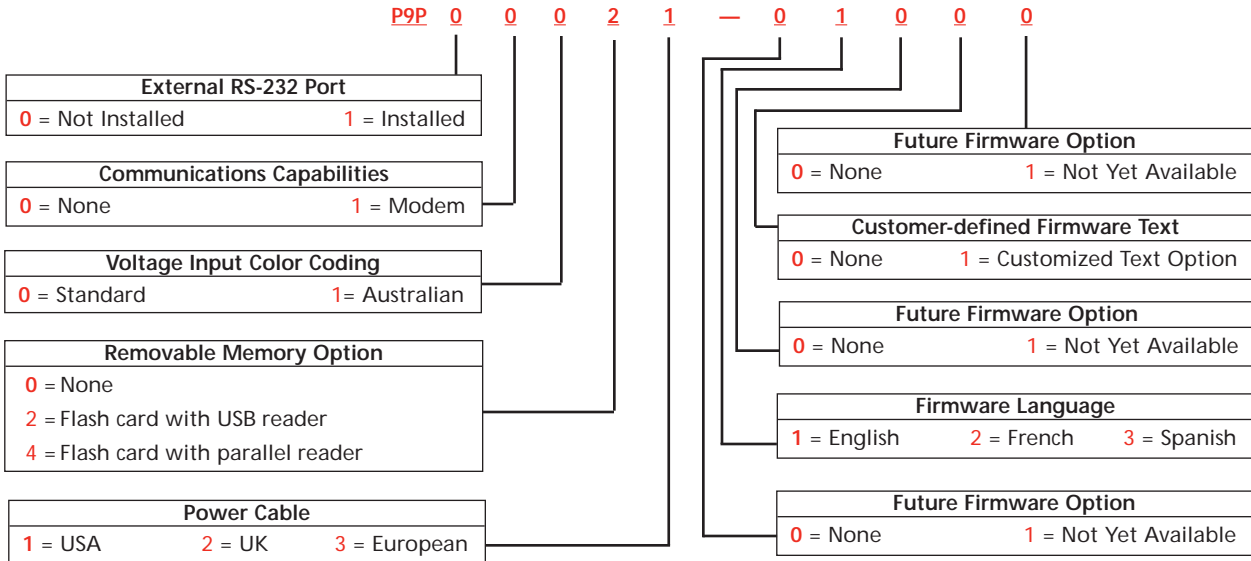 P9P 0 0 0 2 1 — 0 1 0 0 0
External RS-232 Port
0 = Not Installed 1 = Installed
Communications Capabilities
0 = None 1 = Modem
Voltage Input Color Coding
0 = Standard 1= Australian
Removable Memory Option
0 = None
2 = Flash card with USB reader
4 = Flash card with parallel reader
Power Cable
1 = USA 2 = UK 3 = European
Future Firmware Option
0 = None 1 = Not Yet Available
Customer-defined Firmware Text
0 = None 1 = Customized Text Option
Future Firmware Option
0 = None 1 = Not Yet Available
Firmware Language
1 = English 2 = French 3 = Spanish
Future Firmware Option
0 = None 1 = Not Yet Available